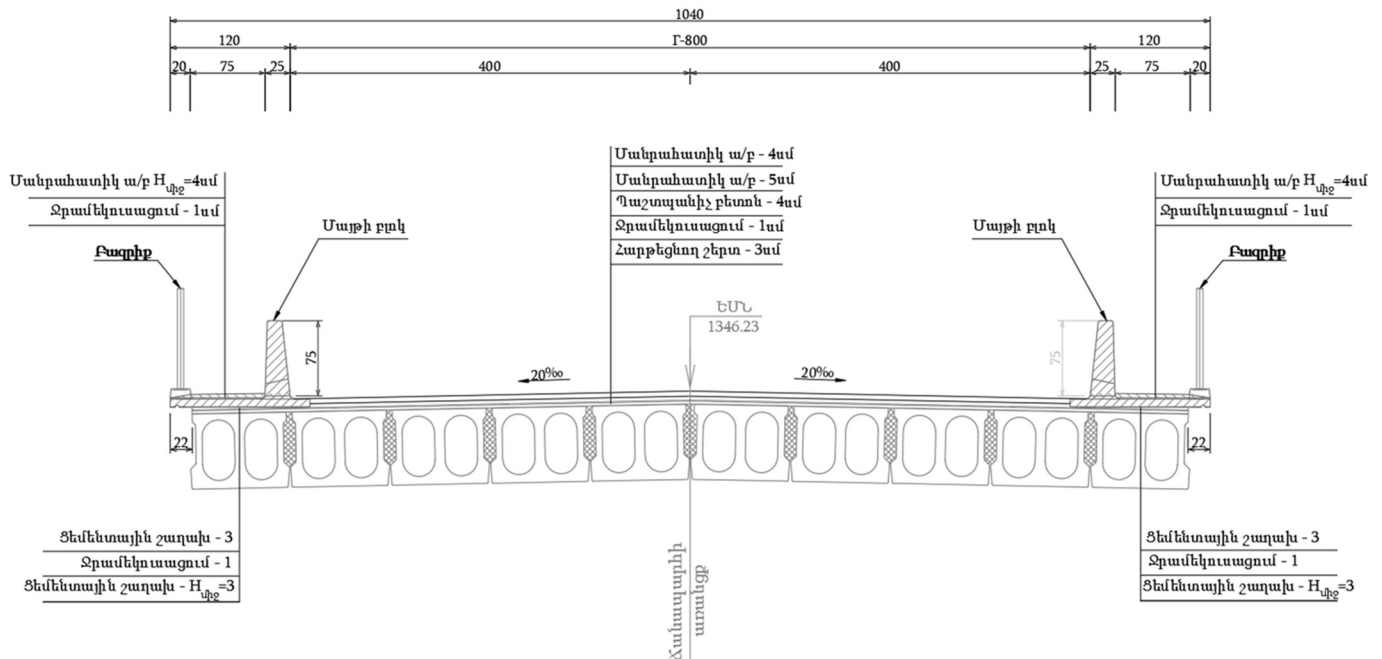 1040
120 Г-800 120
20 75 25 400 400 25 75 20
Մանրահատիկ ա/բ Hմիջ=4սմ
Ջրամեկուսացում - 1սմ
Մայթի բլոկ
Բազրիք
Մանրահատիկ ա/բ - 4սմ
Մանրահատիկ ա/բ - 5սմ
Պաշտպանիչ բետոն - 4սմ
Ջրամեկուսացում - 1սմ
Հարթեցնող շերտ - 3սմ
Մանրահատիկ ա/բ Hմիջ=4սմ
Ջրամեկուսացում - 1սմ
Մայթի բլոկ
Բազրիք
ԵՄՆ
1346.23
75
75
20‰
20‰
22
22
Ցեմենտային շաղախ - 3
Ջրամեկուսացում - 1
Ցեմենտային շաղախ - Hմիջ=3
Ճանապարհի
առանցք
Ցեմենտային շաղախ - 3
Ջրամեկուսացում - 1
Ցեմենտային շաղախ - Hմիջ=3